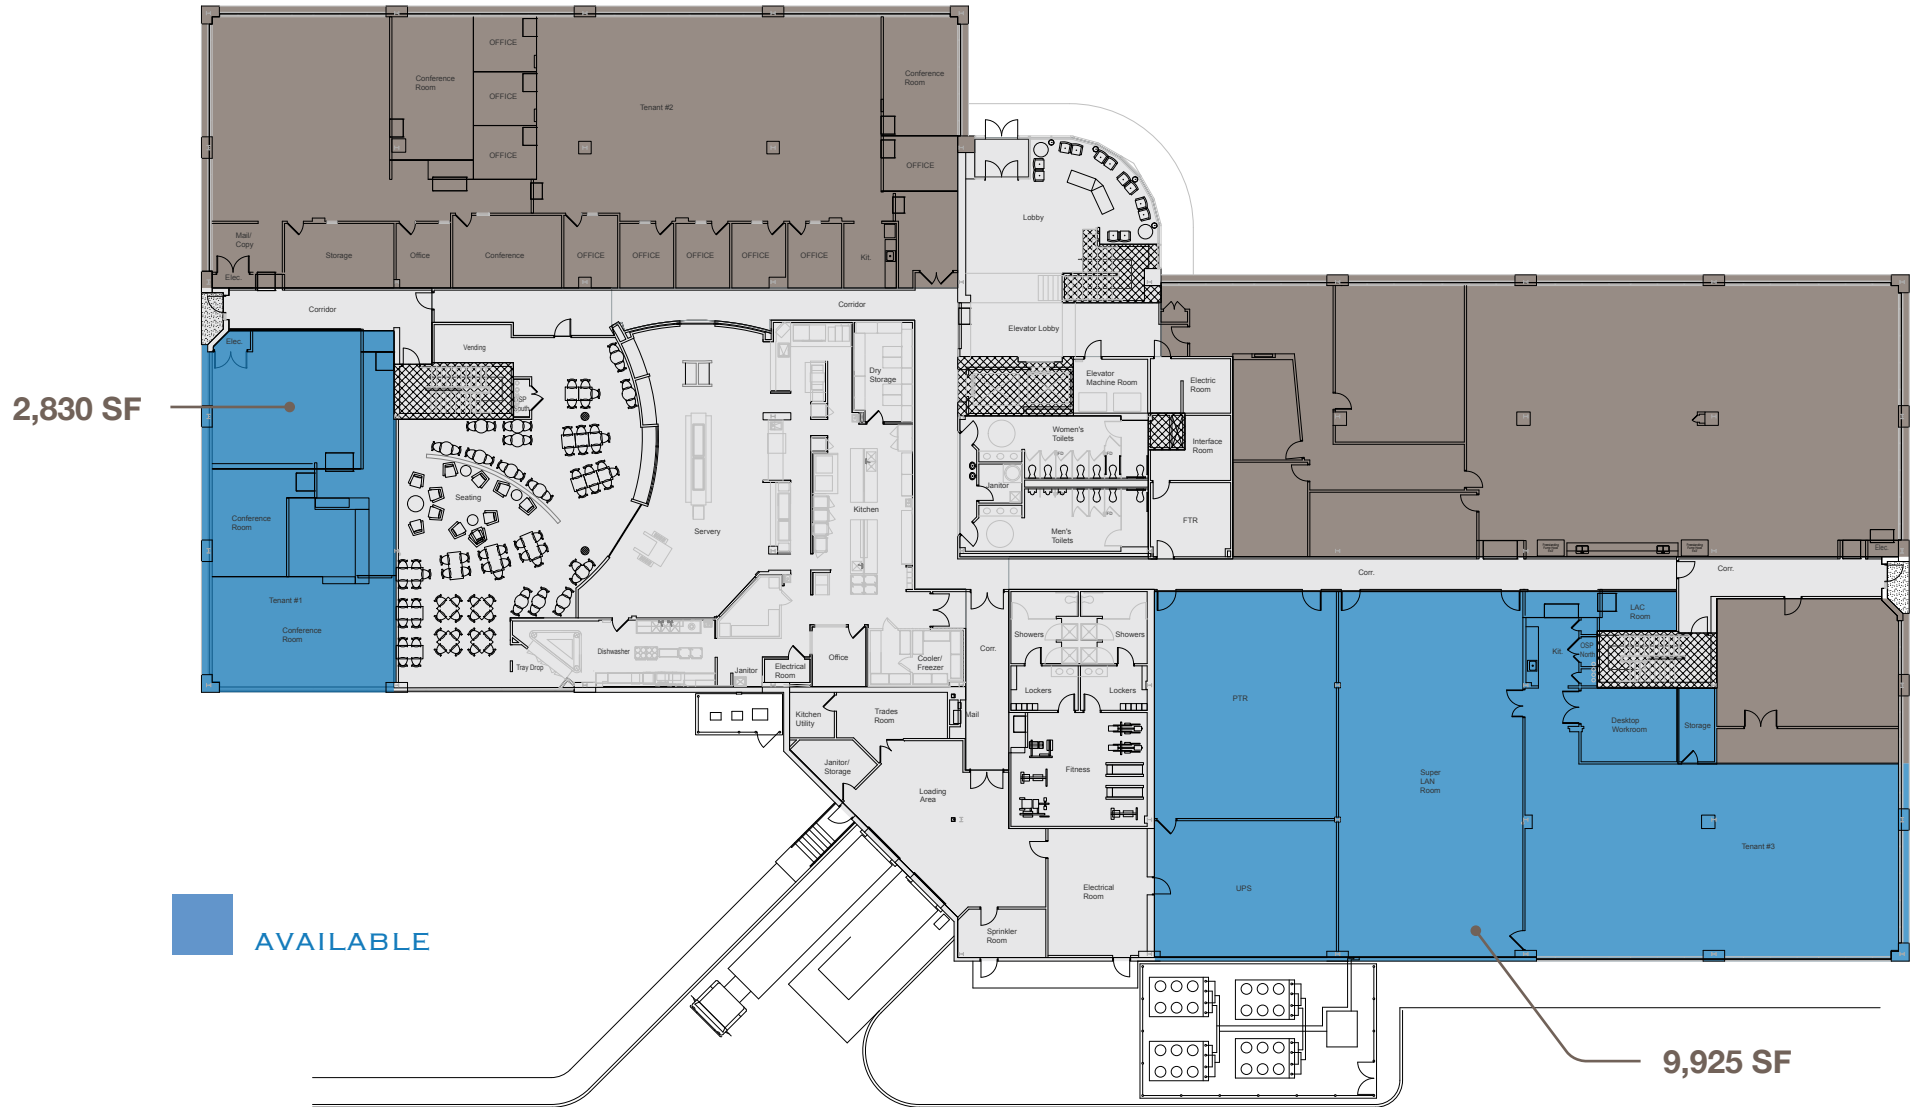 OFFICE
Conference
Room
OFFICE
Conference
Room
Tenant #2
OFFICE
OFFICE
Lobby
Mail/
Copy
Storage
Office
Conference
OFFICE
OFFICE
OFFICE
OFFICE
OFFICE
Kit.
Elec.
Corridor
Corridor
Elevator Lobby
Elec.
Vending
Dry
Storage
Elevator
Machine Room
Electric
Room
2,830 SF
Women's
Toilets
Interface
Room
Janitor
Seating
Conference
Room
Kitchen
Servery
Men's
Toilets
FTR
Elec.
Corr.
Corr.
Tenant #1
Conference
Room
LAC
Room
Showers
Showers
Dishwasher
Tray Drop
Janitor
Electrical
Room
Office
Cooler/
Freezer
Corr.
Kit.
OSP
North
Lockers
Lockers
PTR
Kitchen
Utility
Trades
Room
Mail
Desktop
Workroom
Storage
Janitor/
Storage
Fitness
Super
LAN
Room
Loading
Area
Tenant #3
Electrical
Room
UPS
Sprinkler
Room
AVAILABLE
9,925 SF